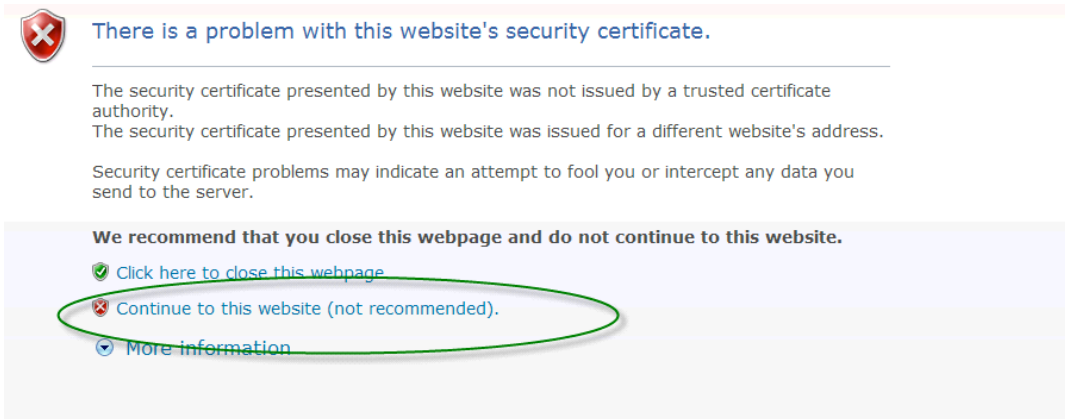 There is a problem with this website's security certificate.
The security certificate presented by this website was not issued by a trusted certificate
authority.
The security certificate presented by this website was issued for a different website's address.
Security certificate problems may indicate an attempt to fool you or intercept any data you
send to the server.
We recommend that you close this webpage and do not continue to this website.
Click here to close this webpage
Continue to this website (not recommended).
More information